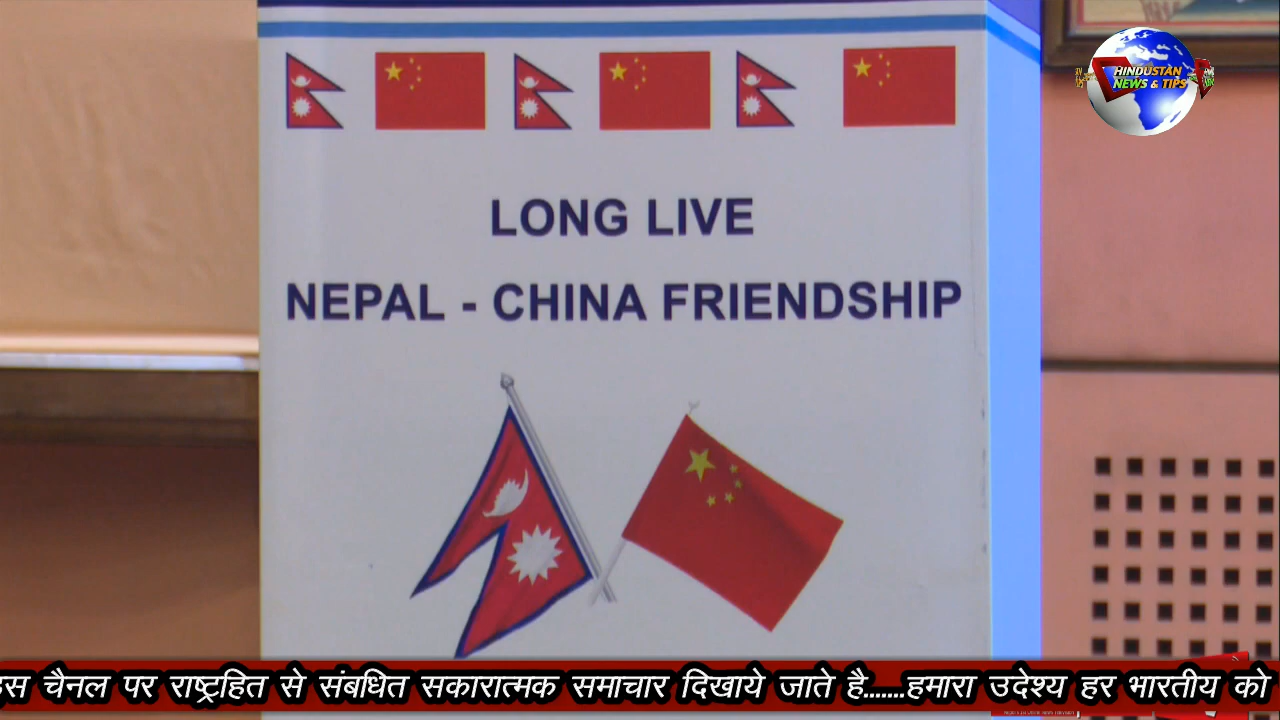 HINDUSTAN
NEWS & TIPS
LONG LIVE
NEPAL - CHINA FRIENDSHIP
इस चैनल पर राष्ट्रहित से संबधित सकारात्मक समाचार दिखाये जाते है.......हमारा उदेश्य हर भारतीय को